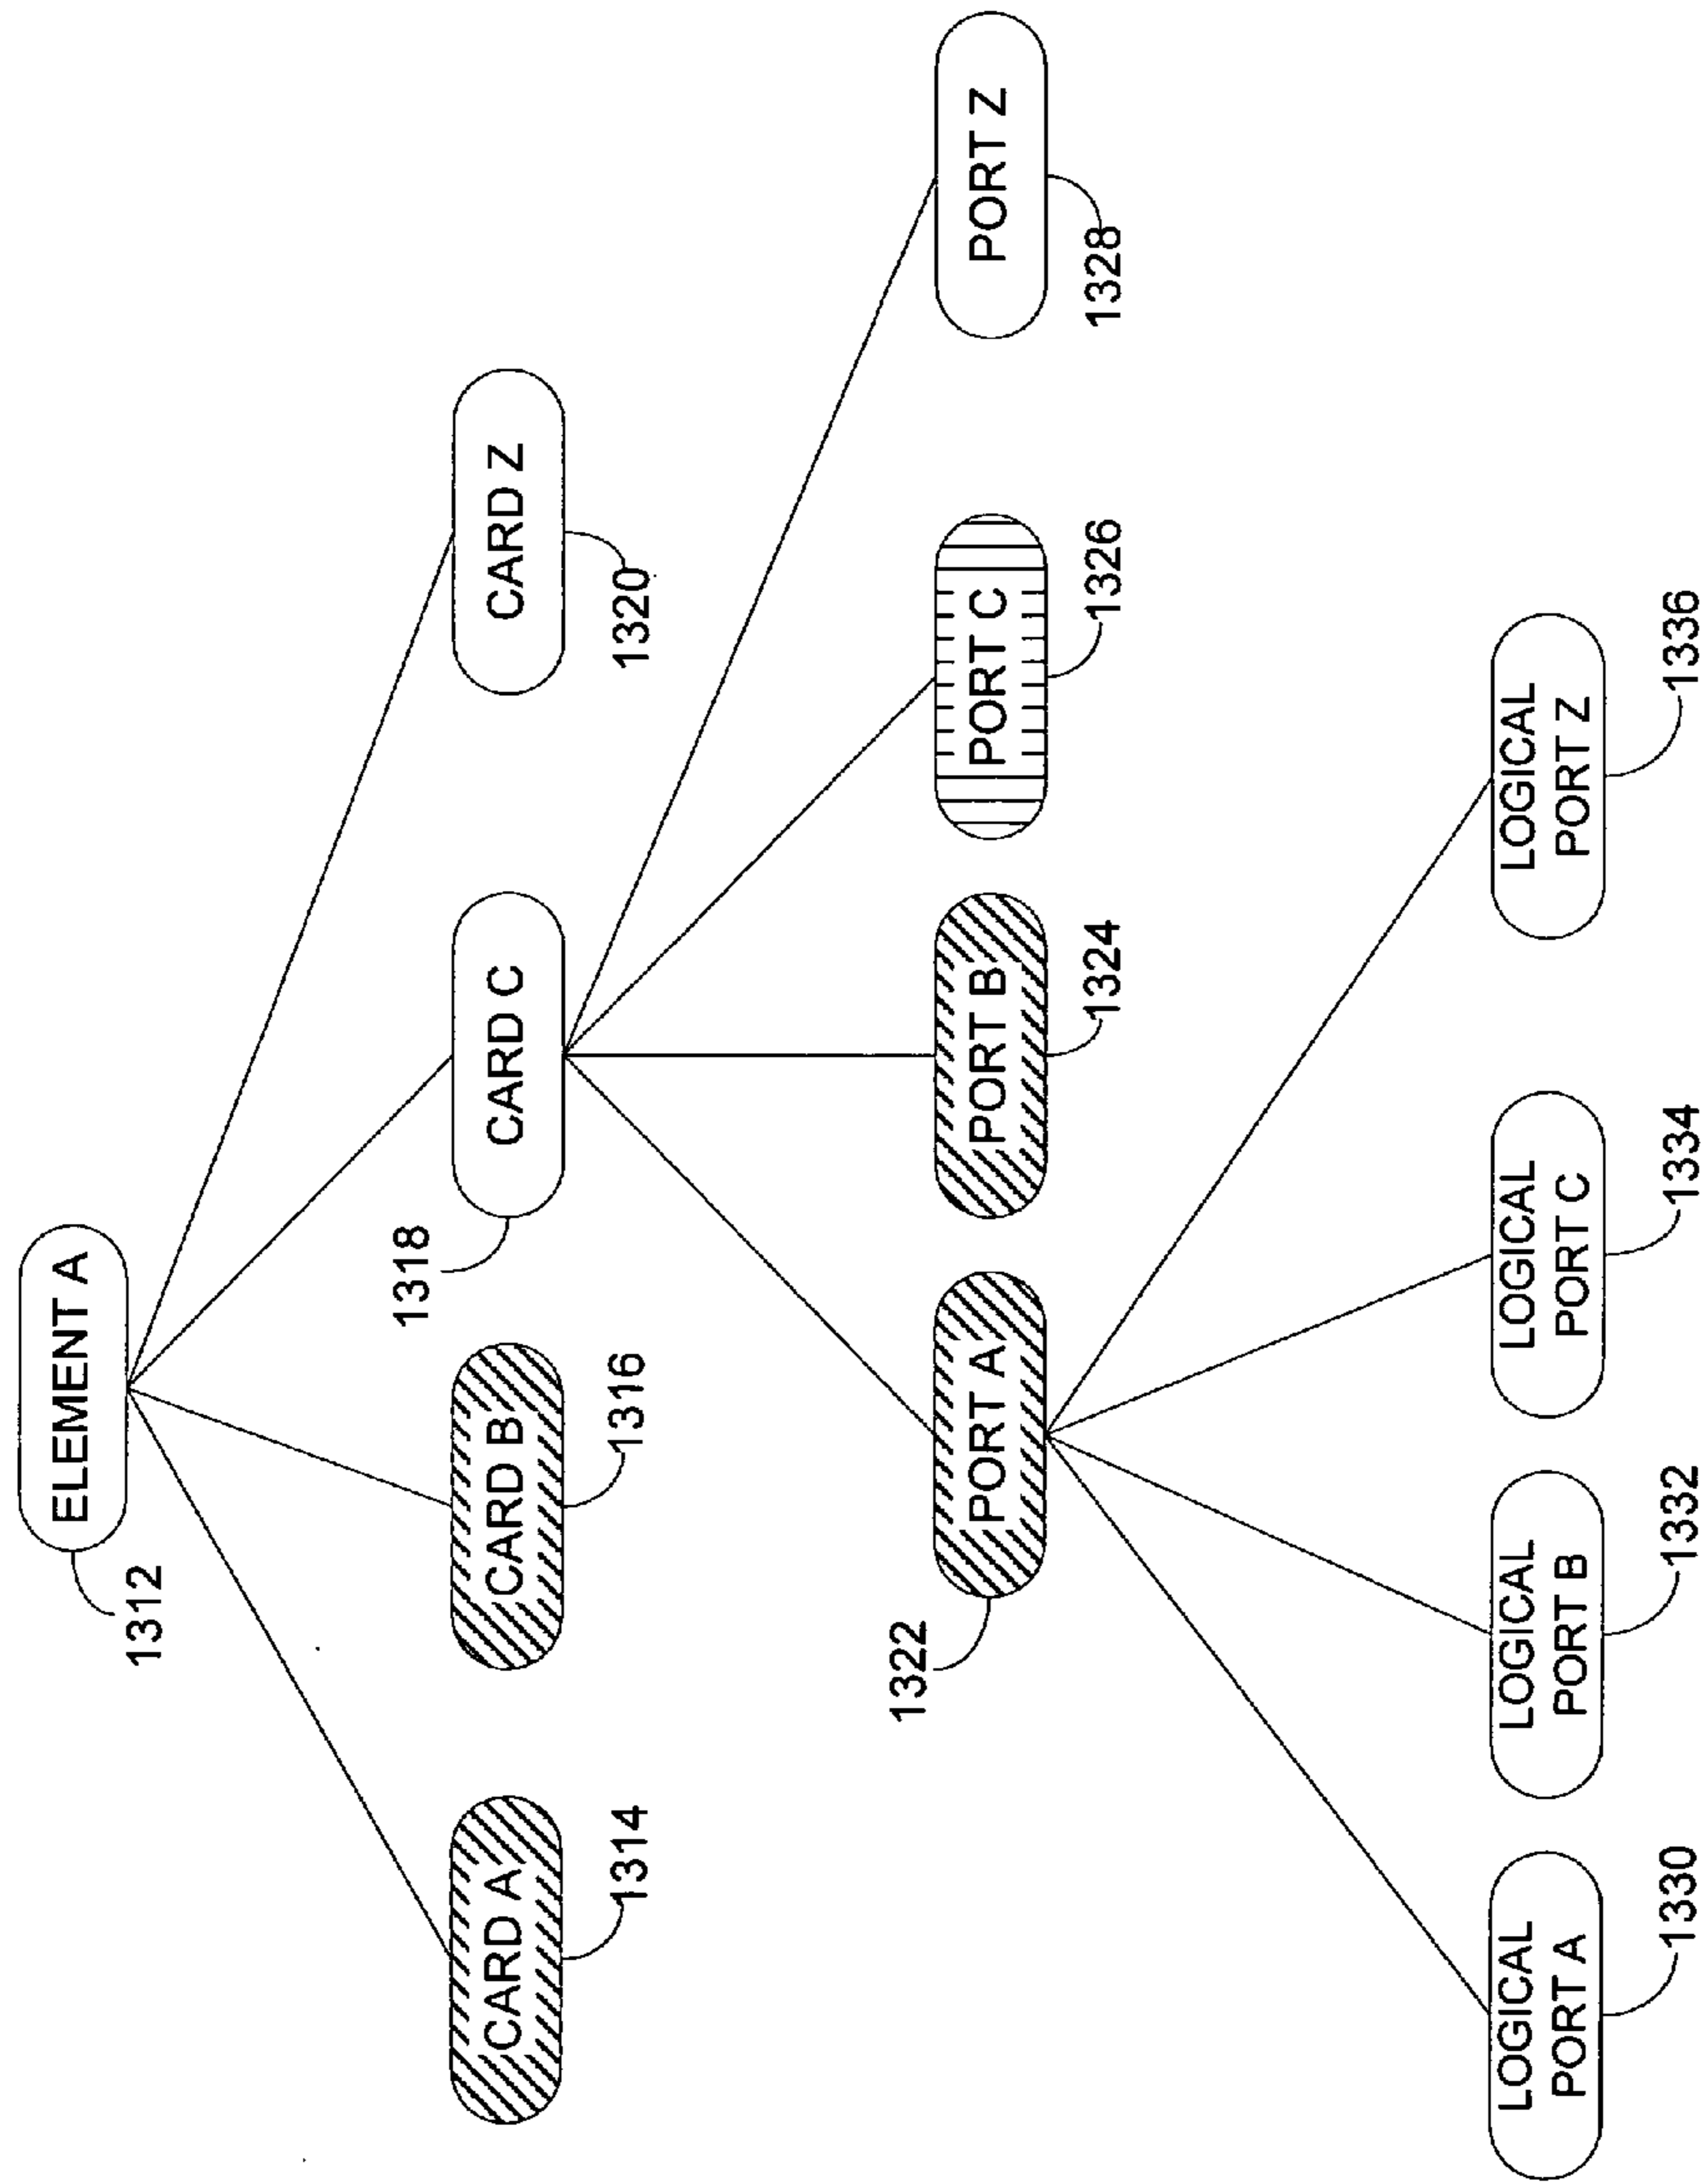 ELEMENT A
1312
CARD A
1314
CARD B
1316
CARD C
1318
CARD Z
1320
PORT A
1322
PORT B
1324
PORT C
1326
PORT Z
1328
LOGICAL
PORT A
1330
LOGICAL
PORT B
1332
LOGICAL
PORT C
1334
LOGICAL
PORT Z
1336